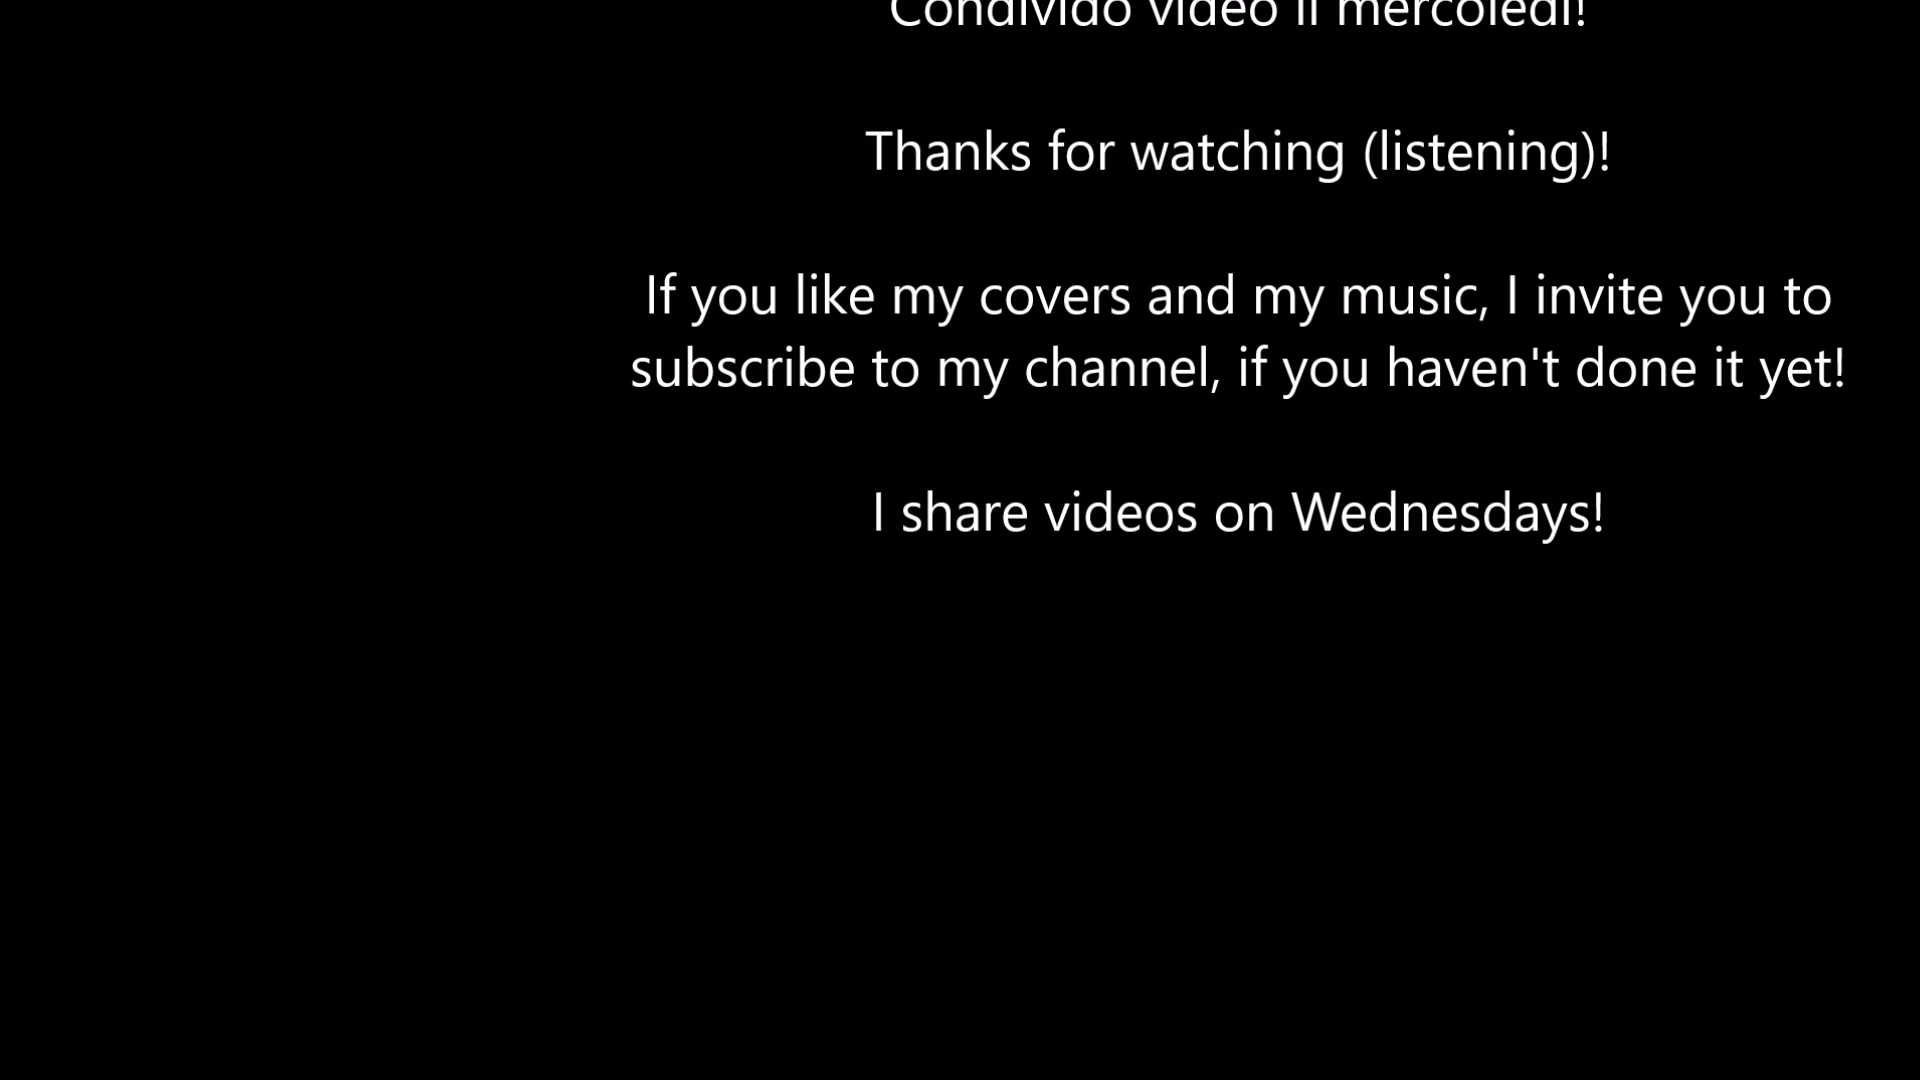 Condivido video il mercoledì!
Thanks for watching (listening)!
If you like my covers and my music, I invite you to
subscribe to my channel, if you haven't done it yet!
I share videos on Wednesdays!